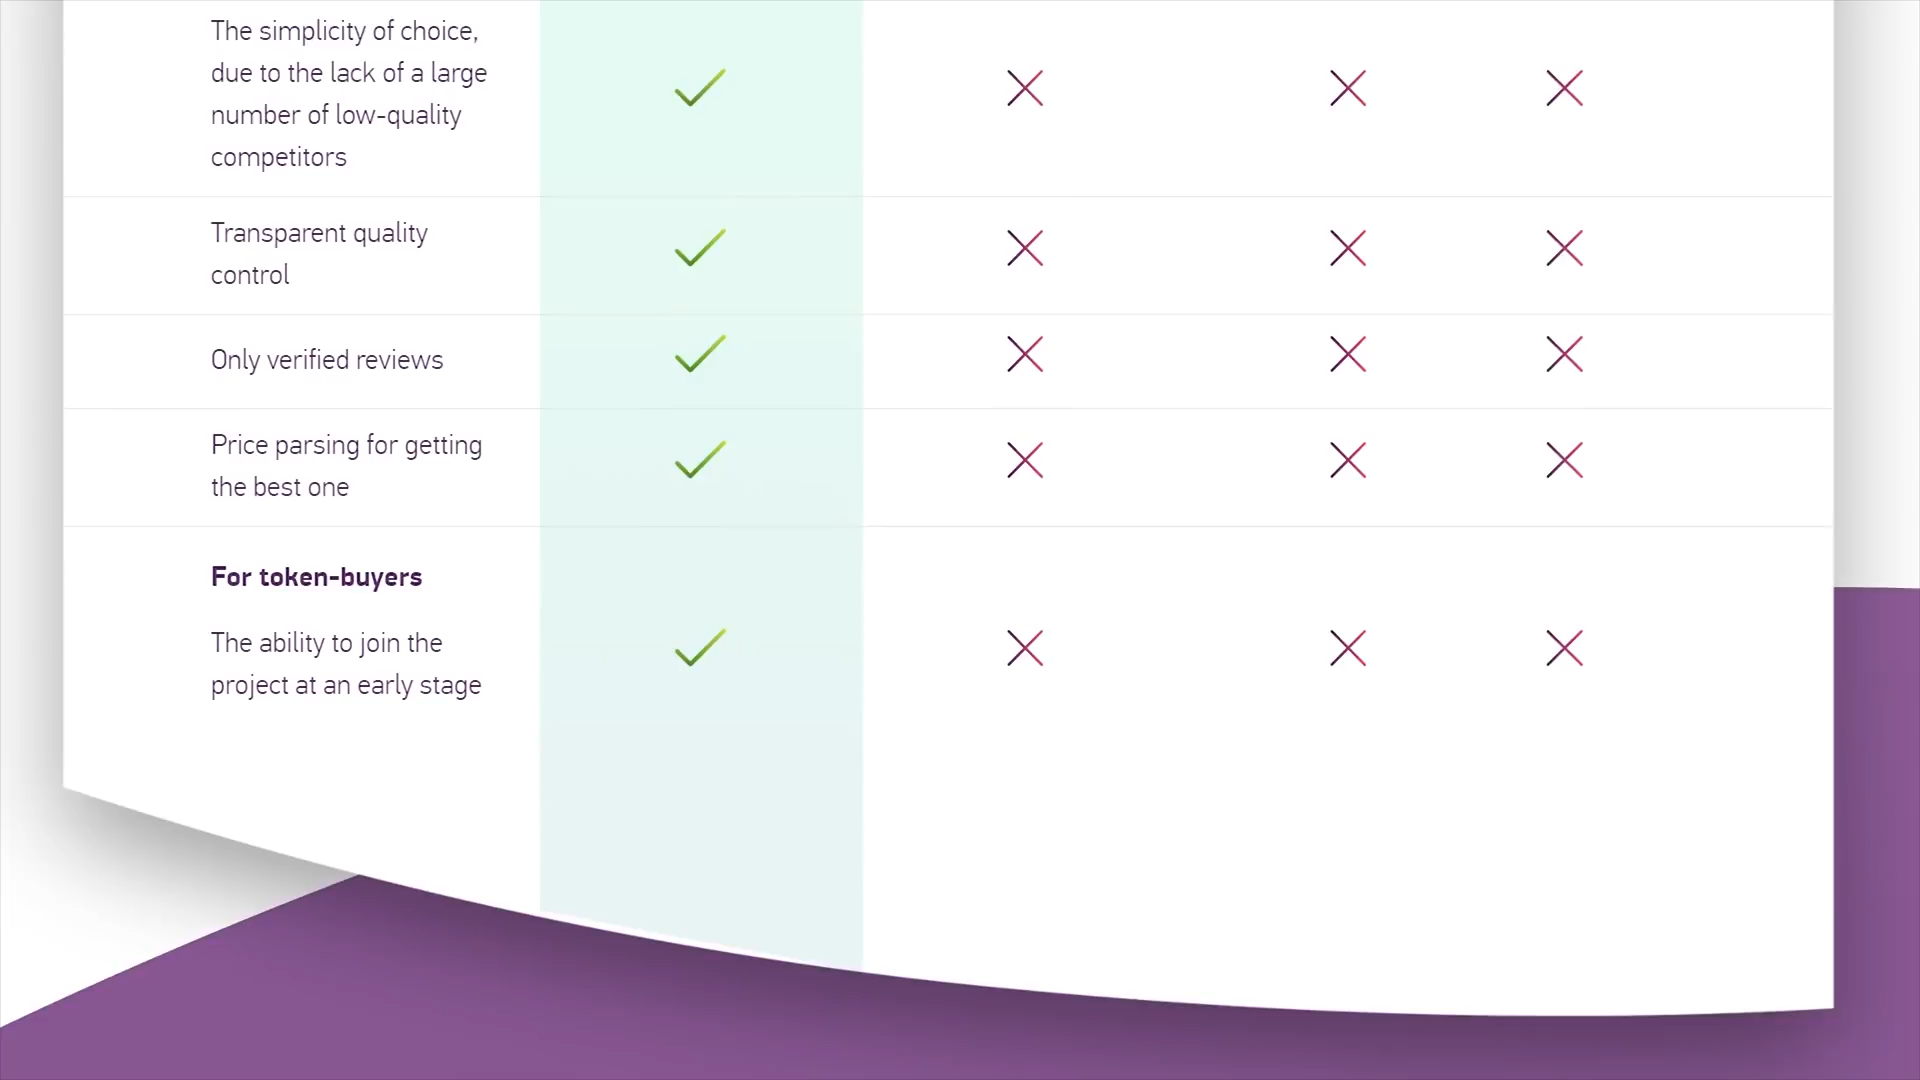 The simplicity of choice,
due to the lack of a large
number of low-quality
competitors
Transparent quality
control
Only verified reviews
Price parsing for getting
the best one
For token-buyers
The ability to join the
project at an early stage